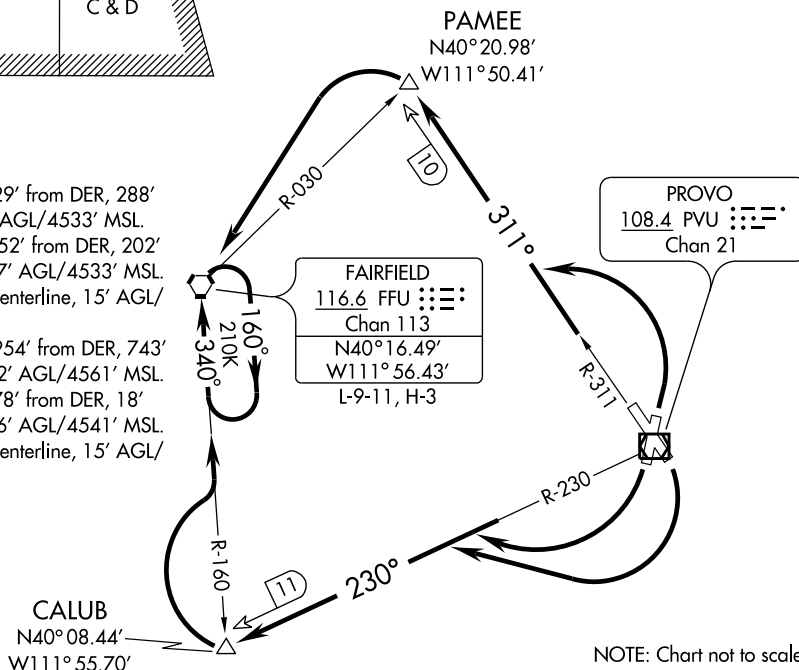 C & D
PAMEE
N40°20.98'
W111°50.41'
29' from DER, 288'
AGL/4533' MSL.
52' from DER, 202'
7' AGL/4533' MSL.
centerline, 15' AGL/
954' from DER, 743'
2' AGL/4561' MSL.
78' from DER, 18'
6' AGL/4541' MSL.
centerline, 15' AGL/
R-030
10
311°
PROVO
108.4 PVU
Chan 21
FAIRFIELD
116.6 FFU
Chan 113
N40°16.49'
W111°56.43'
L-9-11, H-3
160°
210K
340°
R-311
R-230
R-160
11
230°
CALUB
N40°08.44'
W111°55.70'
NOTE: Chart not to scale